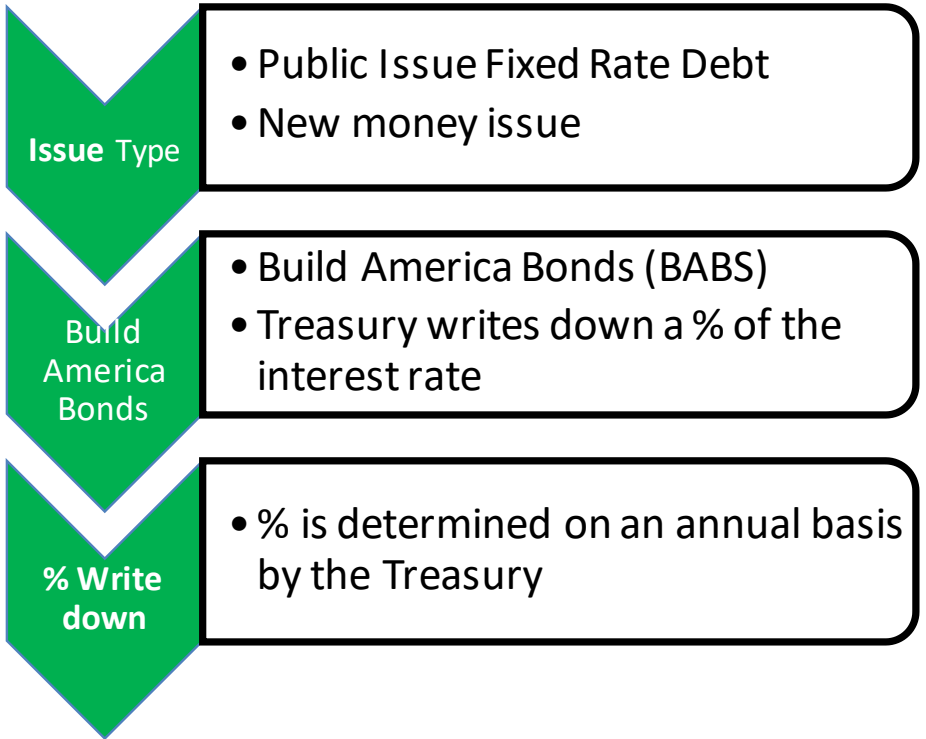 Issue Type
• Public Issue Fixed Rate Debt
• New money issue
Build
America
Bonds
• Build America Bonds (BABS)
• Treasury writes down a % of the
interest rate
% Write
down
• % is determined on an annual basis
by the Treasury